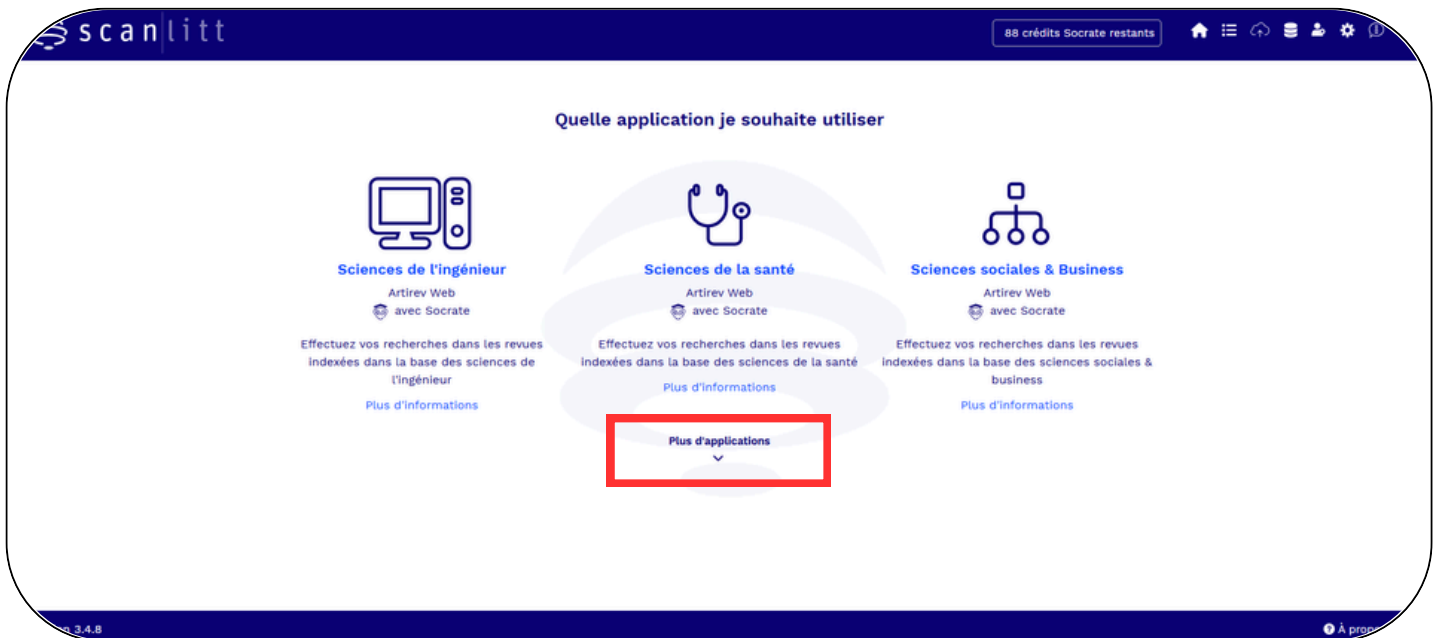 scanlitt
88 crédits Socrate restants
Quelle application je souhaite utiliser
Sciences de l'ingénieur
Artirev Web
avec Socrate
Effectuez vos recherches dans les revues
indexées dans la base des sciences de
l'ingénieur
Plus d'informations
Sciences de la santé
Artirev Web
avec Socrate
Effectuez vos recherches dans les revues
indexées dans la base des sciences de la santé
Plus d'informations
Sciences sociales & Business
Artirev Web
avec Socrate
Effectuez vos recherches dans les revues
indexées dans la base des sciences sociales &
business
Plus d'informations
Plus d'applications
3.4.8
À